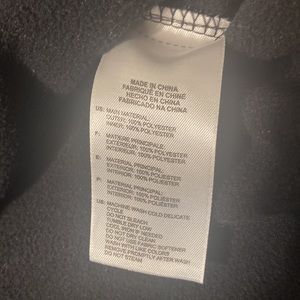 MADE IN CHINA
FABRIQUÉ EN CHINE
HECHO EN CHINA
FABRICADO NA CHINA
US: MAIN MATERIAL:
OUTER: 100% POLYESTER
INNER: 100% POLYESTER
F: MATIÈRE PRINCIPALE:
EXTÉRIEUR: 100% POLYESTER
INTÉRIEUR: 100% POLYESTER
E: MATERIAL PRINCIPAL:
EXTERIOR: 100% POLIÉSTER
INTERIOR: 100% POLIÉSTER
P: MATERIAL PRINCIPAL:
EXTERIOR: 100% POLIÉSTER
INTERIOR: 100% POLIÉSTER
US: MACHINE WASH COLD DELICATE
CYCLE
DO NOT BLEACH
TUMBLE DRY LOW
COOL IRON IF NEEDED
DO NOT DRY CLEAN
DO NOT USE FABRIC SOFTENER
WASH WITH LIKE COLORS
REMOVE PROMPTLY AFTER WASH
DO NOT STEAM